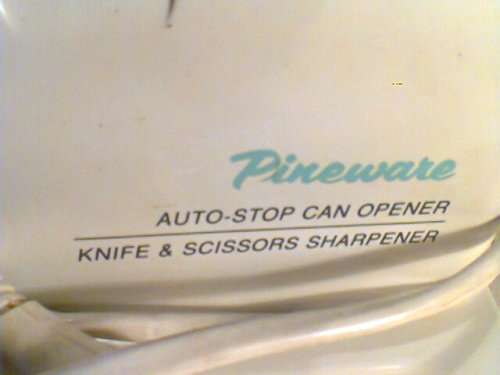 Pineware
AUTO-STOP CAN OPENER
KNIFE & SCISSORS SHARPENER